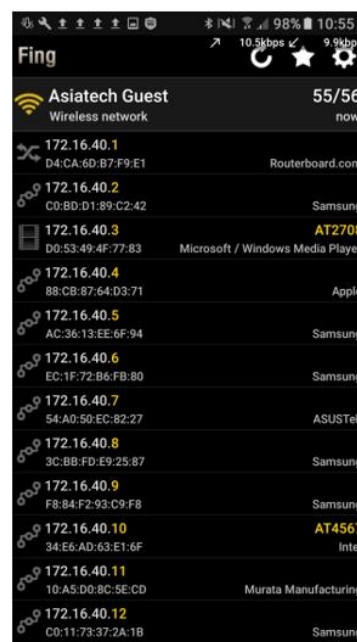 98% 10:55
10.5kbps 9.9kbps
Fing
Asiatech Guest 55/56
Wireless network now
172.16.40.1
D4:CA:6D:B7:F9:E1 Routerboard.com
172.16.40.2
C0:BD:D1:89:C2:42 Samsung
172.16.40.3 AT2708
D0:53:49:4F:77:83 Microsoft / Windows Media Player
172.16.40.4
88:CB:87:64:D3:71 Apple
172.16.40.5
AC:36:13:EE:6F:94 Samsung
172.16.40.6
EC:1F:72:B6:FB:80 Samsung
172.16.40.7
54:A0:50:EC:82:27 ASUSTek
172.16.40.8
3C:BB:FD:E9:25:87 Samsung
172.16.40.9
F8:84:F2:93:C9:F8 Samsung
172.16.40.10 AT4567
34:E6:AD:63:E1:6F Intel
172.16.40.11
10:A5:D0:8C:5E:CD Murata Manufacturing
172.16.40.12
C0:11:73:37:2A:1B Samsung